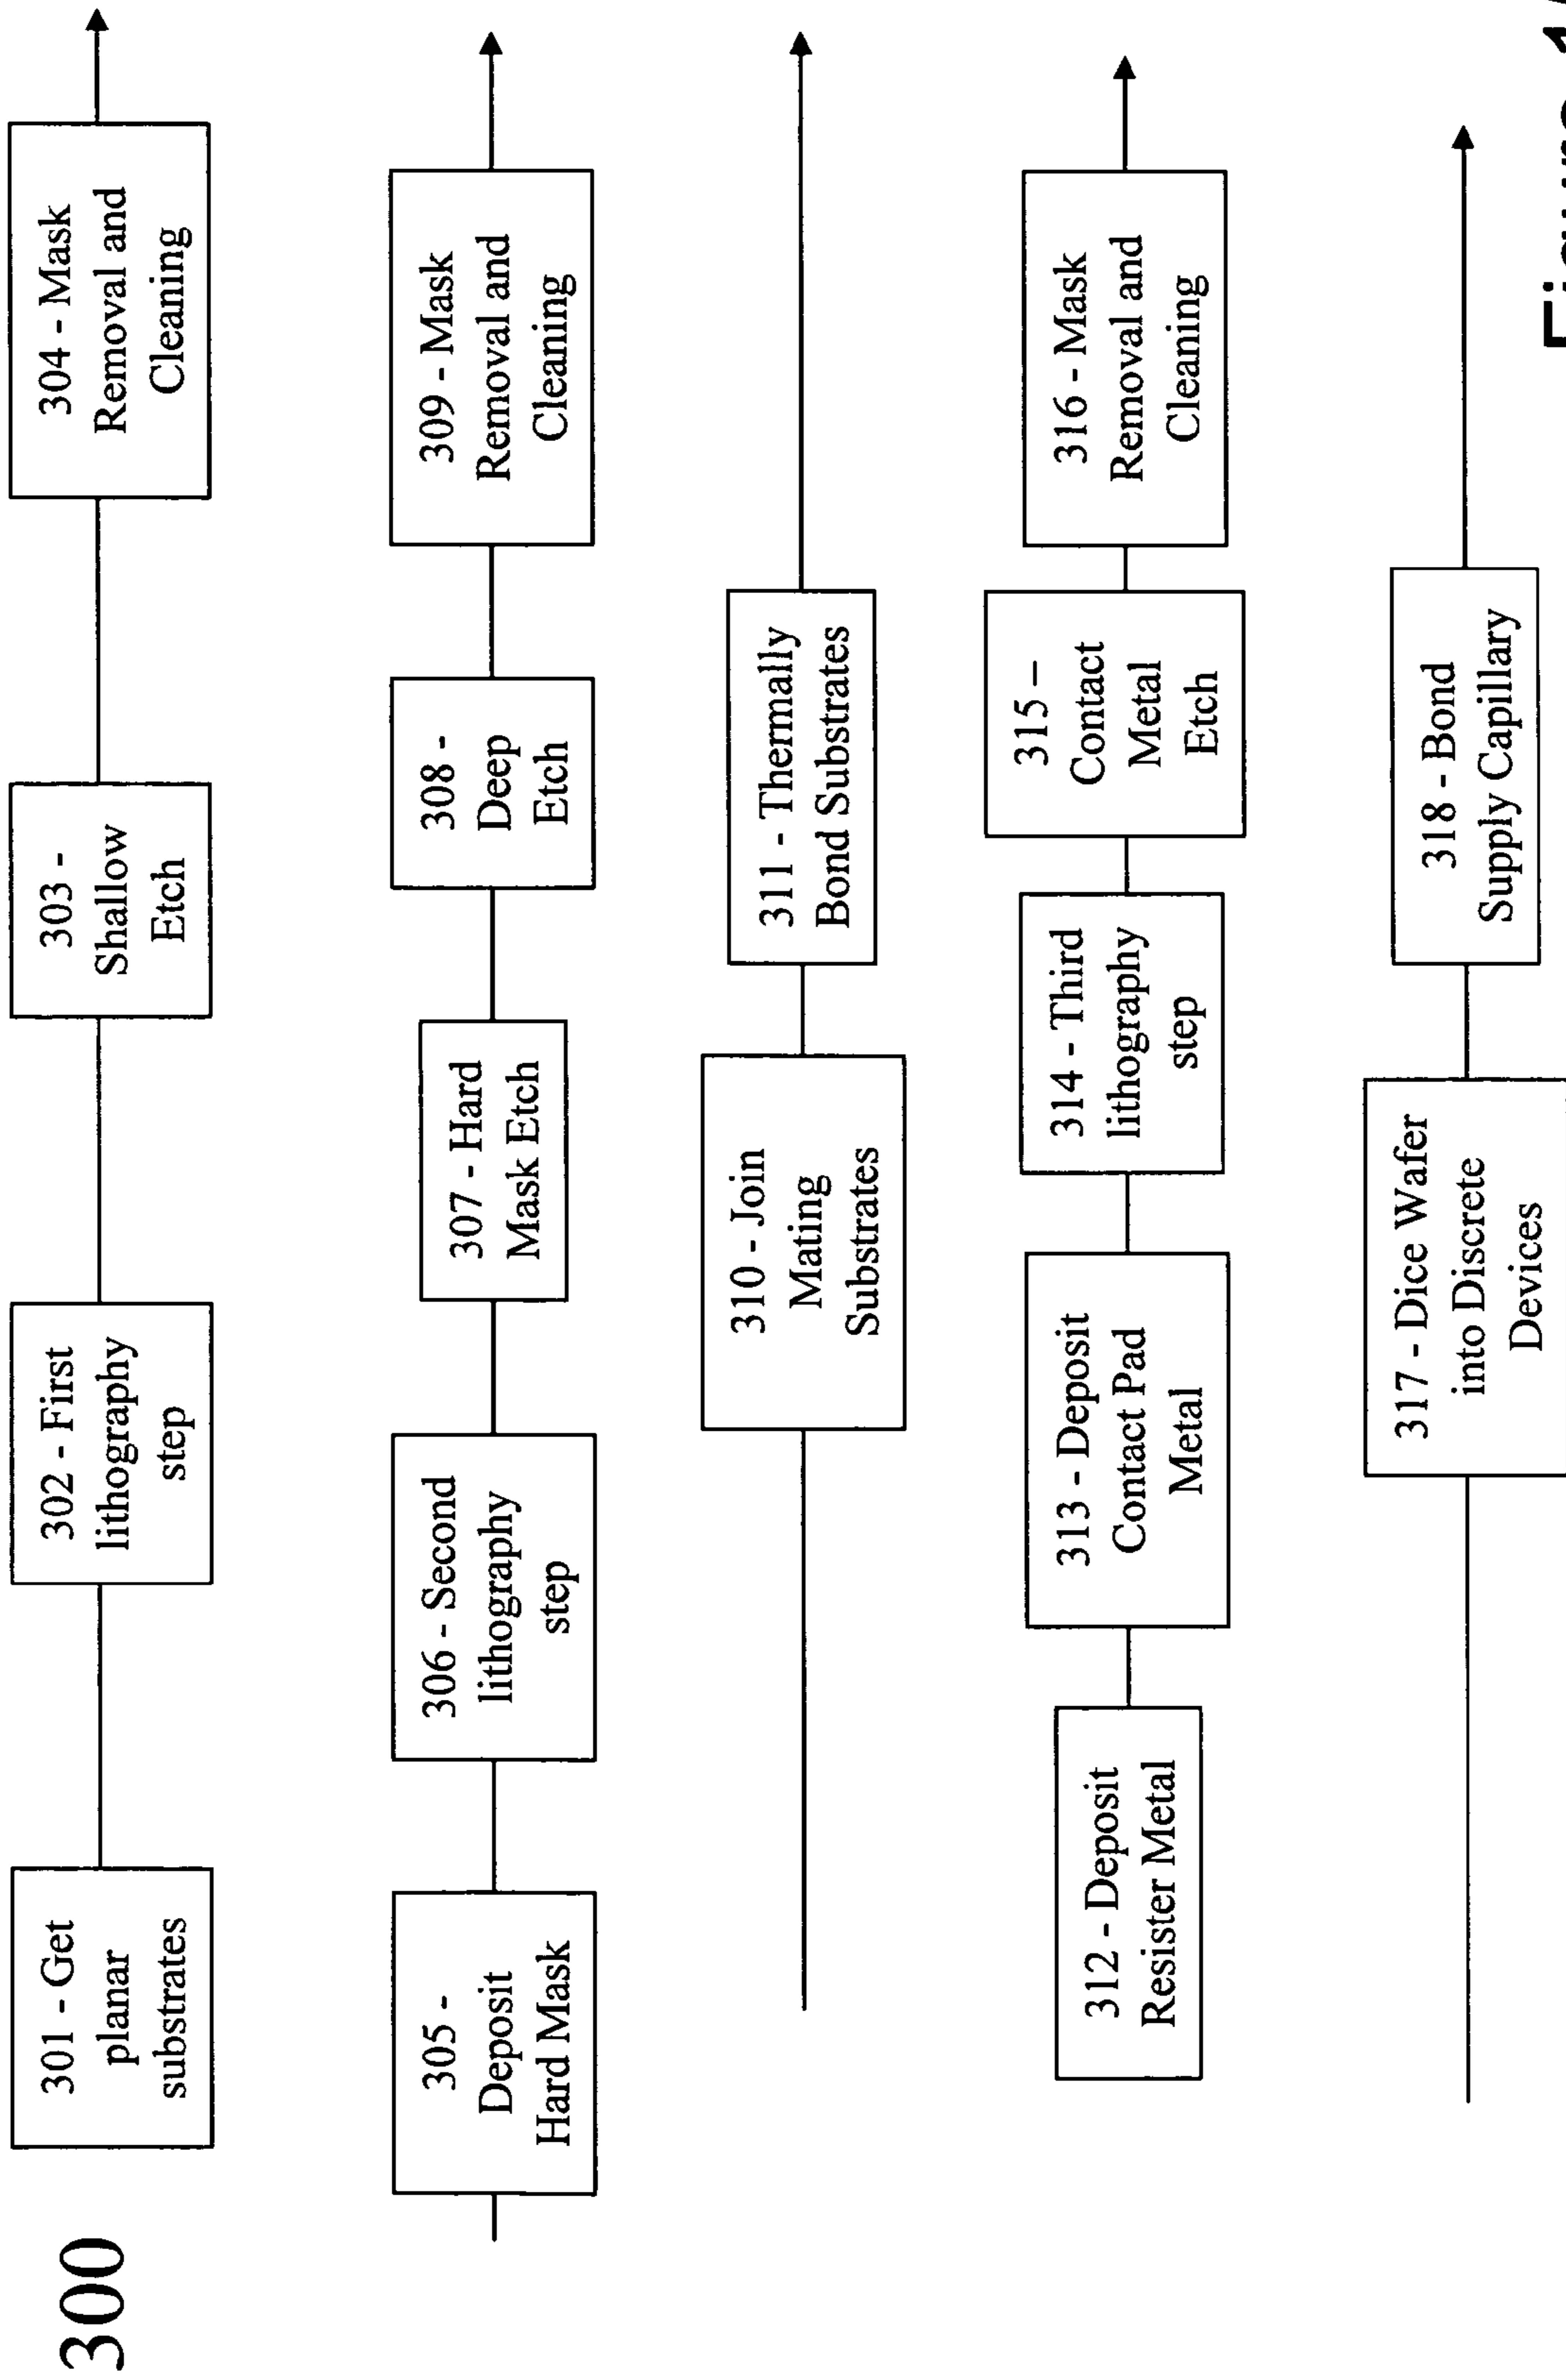 300
301 - Get
planar
substrates
302 - First
lithography
step
303 -
Shallow
Etch
304 - Mask
Removal and
Cleaning
305 -
Deposit
Hard Mask
306 - Second
lithography
step
307 - Hard
Mask Etch
308 -
Deep
Etch
309 - Mask
Removal and
Cleaning
310 - Join
Mating
Substrates
311 - Thermally
Bond Substrates
312 - Deposit
Resister Metal
313 - Deposit
Contact Pad
Metal
314 - Third
lithography
step
315 –
Contact
Metal
Etch
316 - Mask
Removal and
Cleaning
317 - Dice Wafer
into Discrete
Devices
318 - Bond
Supply Capillary
Figure